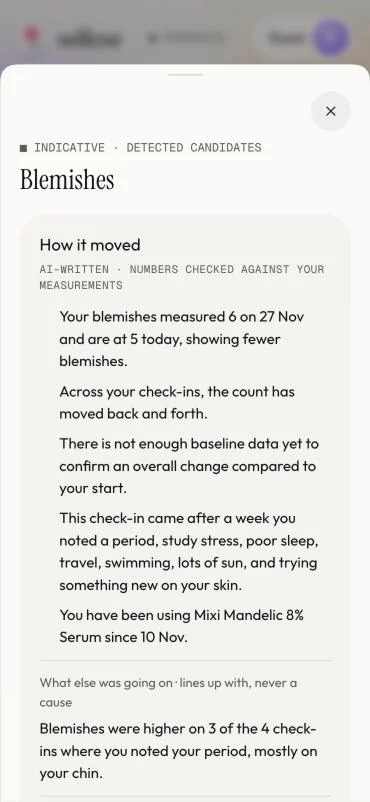 ■ INDICATIVE · DETECTED CANDIDATES
Blemishes
How it moved
AI-WRITTEN · NUMBERS CHECKED AGAINST YOUR
MEASUREMENTS
Your blemishes measured 6 on 27 Nov
and are at 5 today, showing fewer
blemishes.
Across your check-ins, the count has
moved back and forth.
There is not enough baseline data yet to
confirm an overall change compared to
your start.
This check-in came after a week you
noted a period, study stress, poor sleep,
travel, swimming, lots of sun, and trying
something new on your skin.
You have been using Mixi Mandelic 8%
Serum since 10 Nov.
What else was going on · lines up with, never a
cause
Blemishes were higher on 3 of the 4 check-
ins where you noted your period, mostly on
your chin.